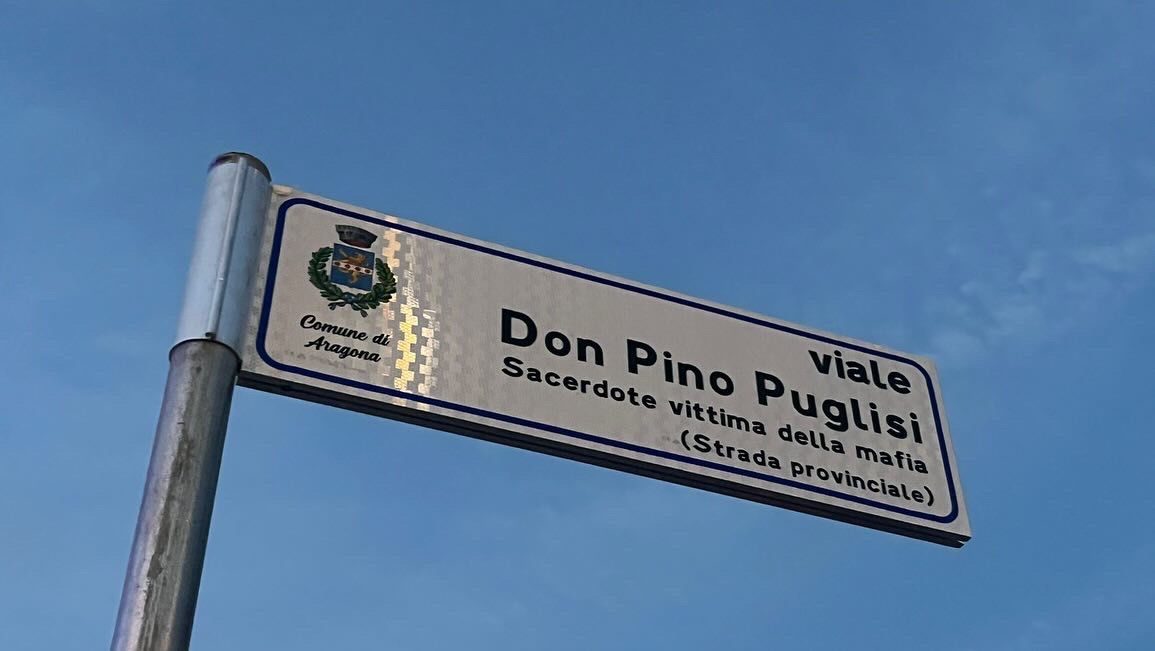 Comune di
Aragona
viale
Don Pino Puglisi
Sacerdote vittima della mafia
(Strada provinciale)